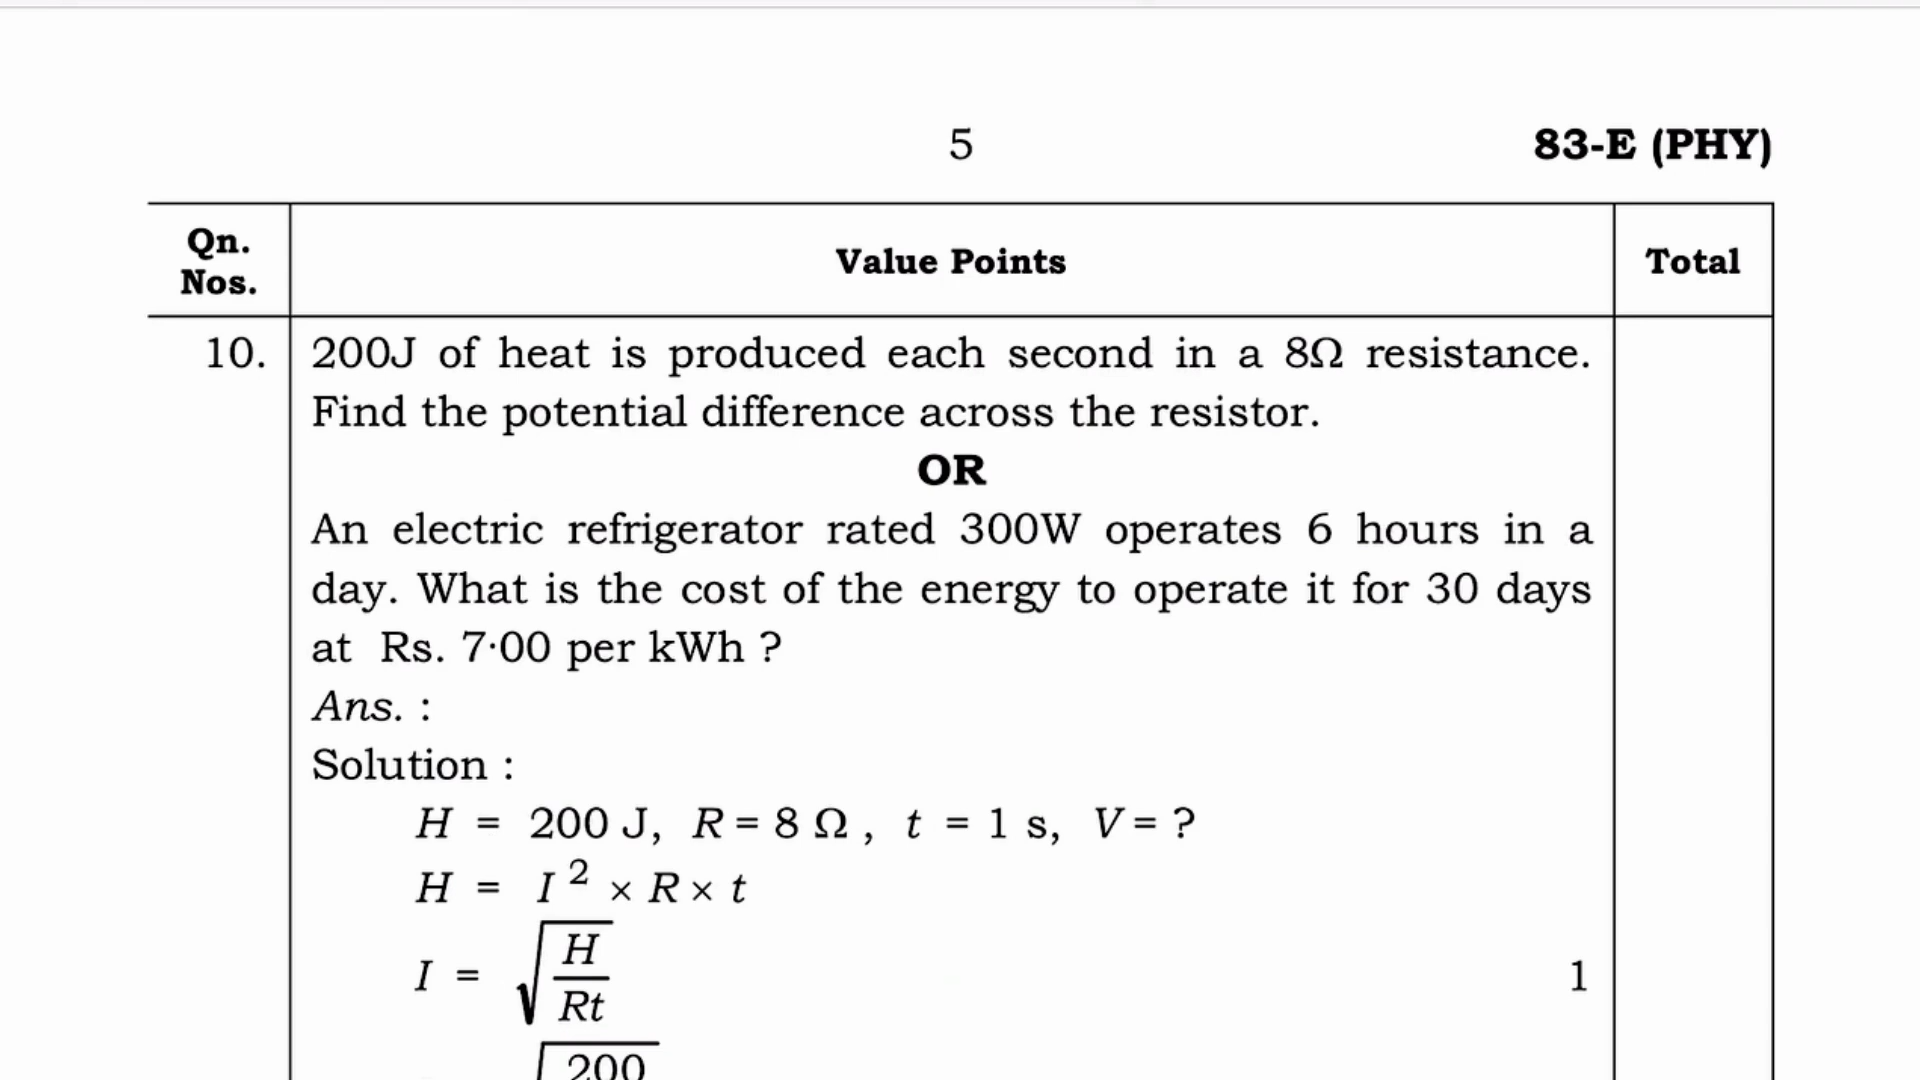 5
83-E (PHY)
Qn. Nos.
Value Points
Total
10.
200J of heat is produced each second in a 8Ω resistance.
Find the potential difference across the resistor.
OR
An electric refrigerator rated 300W operates 6 hours in a
day. What is the cost of the energy to operate it for 30 days
at Rs. 7·00 per kWh ?
Ans. :
Solution :
H = 200 J, R = 8 Ω , t = 1 s, V = ?
H = I² × R × t
I = √(H/Rt) 1
200